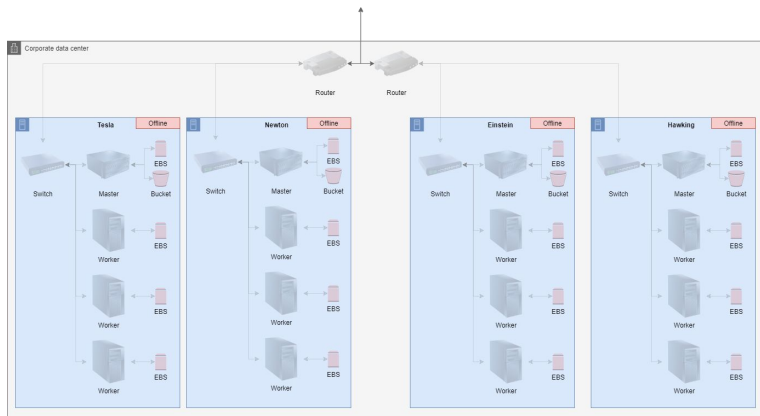 Corporate data center
Router
Router
Tesla
Offline
Newton
Offline
Einstein
Offline
Hawking
Offline
EBS
EBS
EBS
EBS
Switch
Master
Bucket
Switch
Master
Bucket
Switch
Master
Bucket
Switch
Master
Bucket
EBS
EBS
EBS
EBS
Worker
Worker
Worker
Worker
EBS
EBS
EBS
EBS
Worker
Worker
Worker
Worker
EBS
EBS
EBS
EBS
Worker
Worker
Worker
Worker